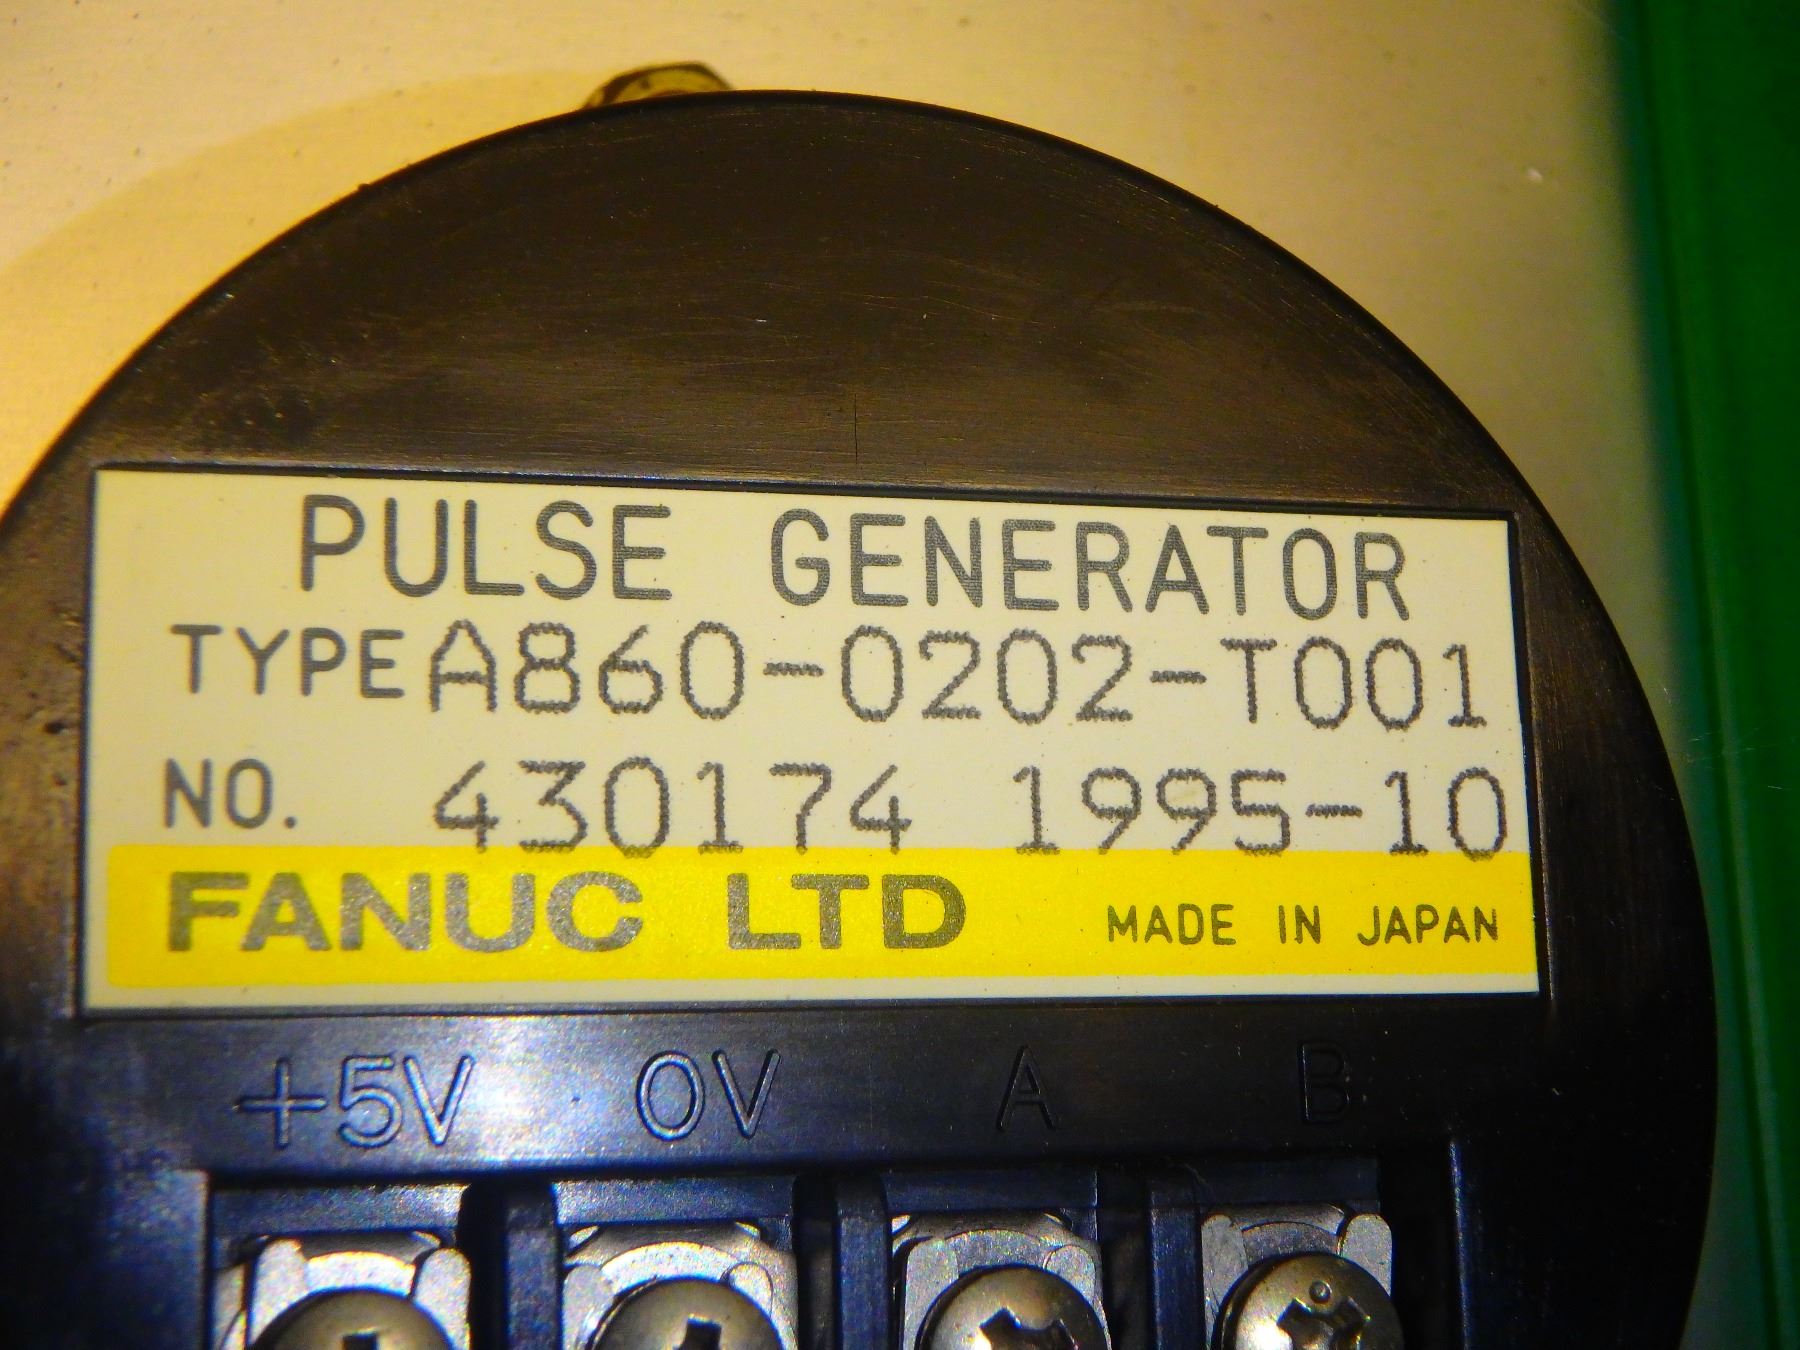 PULSE GENERATOR
TYPE A860-0202-T001
NO. 430174 1995-10
FANUC LTD MADE IN JAPAN
+5V 0V A B